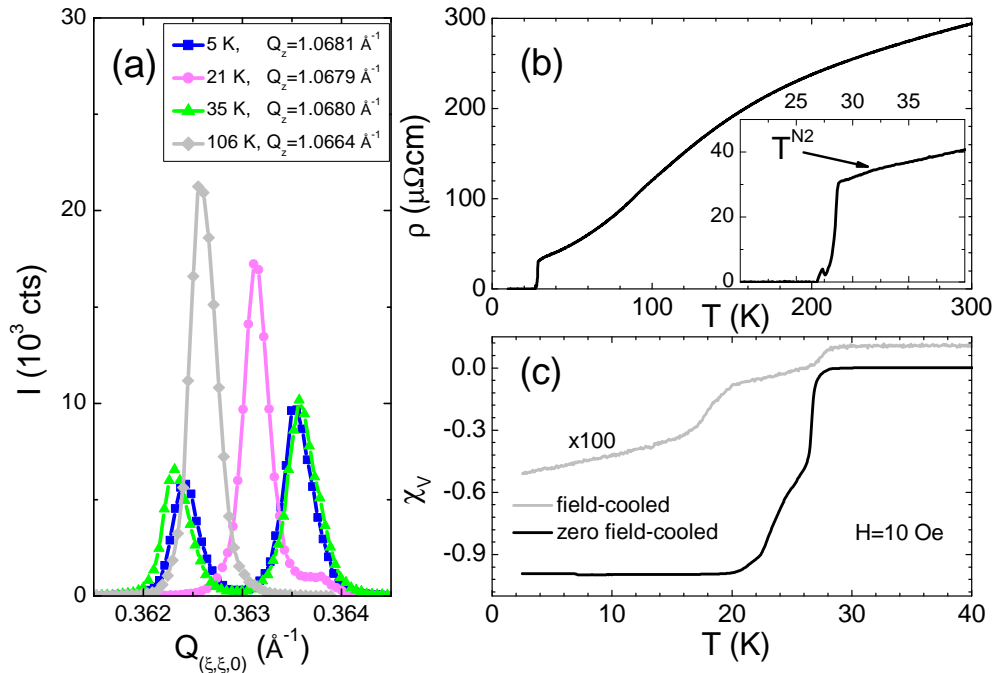 (a)
5 K, Q_z=1.0681 Å⁻¹
21 K, Q_z=1.0679 Å⁻¹
35 K, Q_z=1.0680 Å⁻¹
106 K, Q_z=1.0664 Å⁻¹
20
10
0
I (10³ cts)
0.362 0.363 0.364
Q_(ξ,ξ,0) (Å⁻¹)
(b)
300
200
100
0
ρ (μΩcm)
25 30 35
T^N2
40
20
0
0 100 200 300
T (K)
(c)
0.0
-0.3
-0.6
-0.9
χ_V
x100
field-cooled
zero field-cooled
H=10 Oe
0 10 20 30 40
T (K)